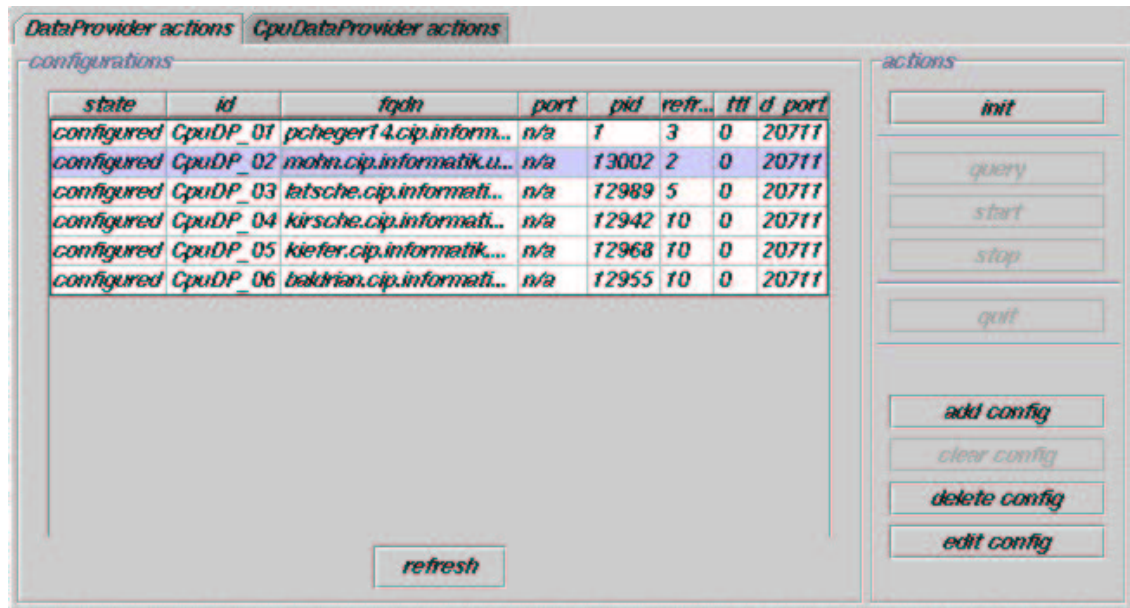 DataProvider actions CpuDataProvider actions
configurations
state id fqdn port pid refr... ttl d_port
configured CpuDP_01 pcheger14.cip.inform... n/a 1 3 0 20711
configured CpuDP_02 mohn.cip.informatik.u... n/a 13002 2 0 20711
configured CpuDP_03 latsche.cip.informati... n/a 12989 5 0 20711
configured CpuDP_04 kirsche.cip.informati... n/a 12942 10 0 20711
configured CpuDP_05 kiefer.cip.informatik.... n/a 12968 10 0 20711
configured CpuDP_06 baldrian.cip.informati... n/a 12955 10 0 20711
refresh
actions
init
query
start
stop
quit
add config
clear config
delete config
edit config